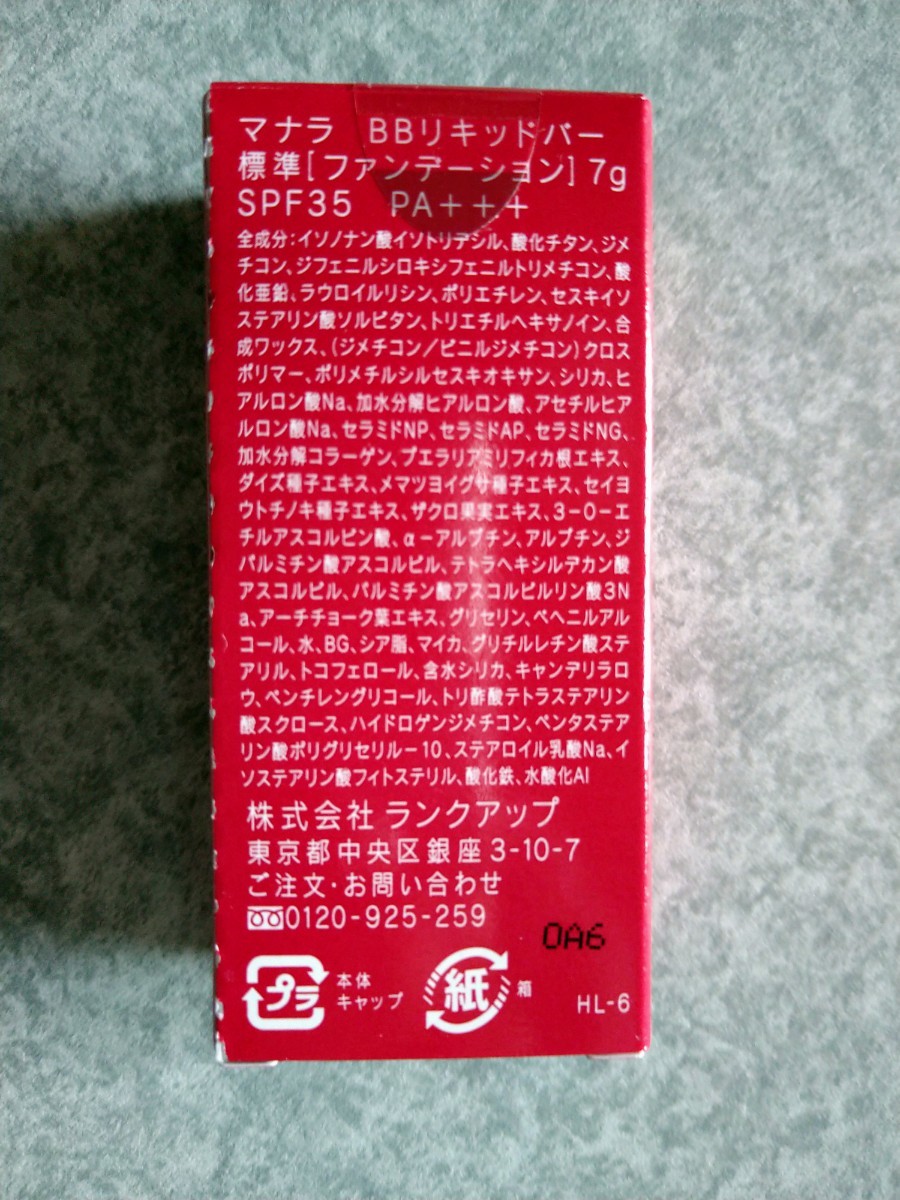 マナラ BBリキッドバー
標準[ファンデーション] 7g
SPF35 PA+++
全成分:イソノナン酸イソトリデシル、酸化チタン、ジメ
チコン、ジフェニルシロキシフェニルトリメチコン、酸
化亜鉛、ラウロイルリシン、ポリエチレン、セスキイソ
ステアリン酸ソルビタン、トリエチルヘキサノイン、合
成ワックス、(ジメチコン/ビニルジメチコン)クロス
ポリマー、ポリメチルシルセスキオキサン、シリカ、ヒ
アルロン酸Na、加水分解ヒアルロン酸、アセチルヒア
ルロン酸Na、セラミドNP、セラミドAP、セラミドNG、
加水分解コラーゲン、プエラリアミリフィカ根エキス、
ダイズ種子エキス、メマツヨイグサ種子エキス、セイヨ
ウトチノキ種子エキス、ザクロ果実エキス、3-O-エ
チルアスコルビン酸、α-アルブチン、アルブチン、ジ
パルミチン酸アスコルビル、テトラヘキシルデカン酸
アスコルビル、パルミチン酸アスコルビルリン酸3N
a、アーチチョーク葉エキス、グリセリン、ベヘニルアル
コール、水、BG、シア脂、マイカ、グリチルレチン酸ステ
アリル、トコフェロール、含水シリカ、キャンデリラロ
ウ、ペンチレングリコール、トリ酢酸テトラステアリン
酸スクロース、ハイドロゲンジメチコン、ペンタステア
リン酸ポリグリセリル-10、ステアロイル乳酸Na、イ
ソステアリン酸フィトステリル、酸化鉄、水酸化Al
株式会社 ランクアップ
東京都中央区銀座3-10-7
ご注文・お問い合わせ
0120-925-259
0A6
プラ 本体
キャップ
紙 箱
HL-6